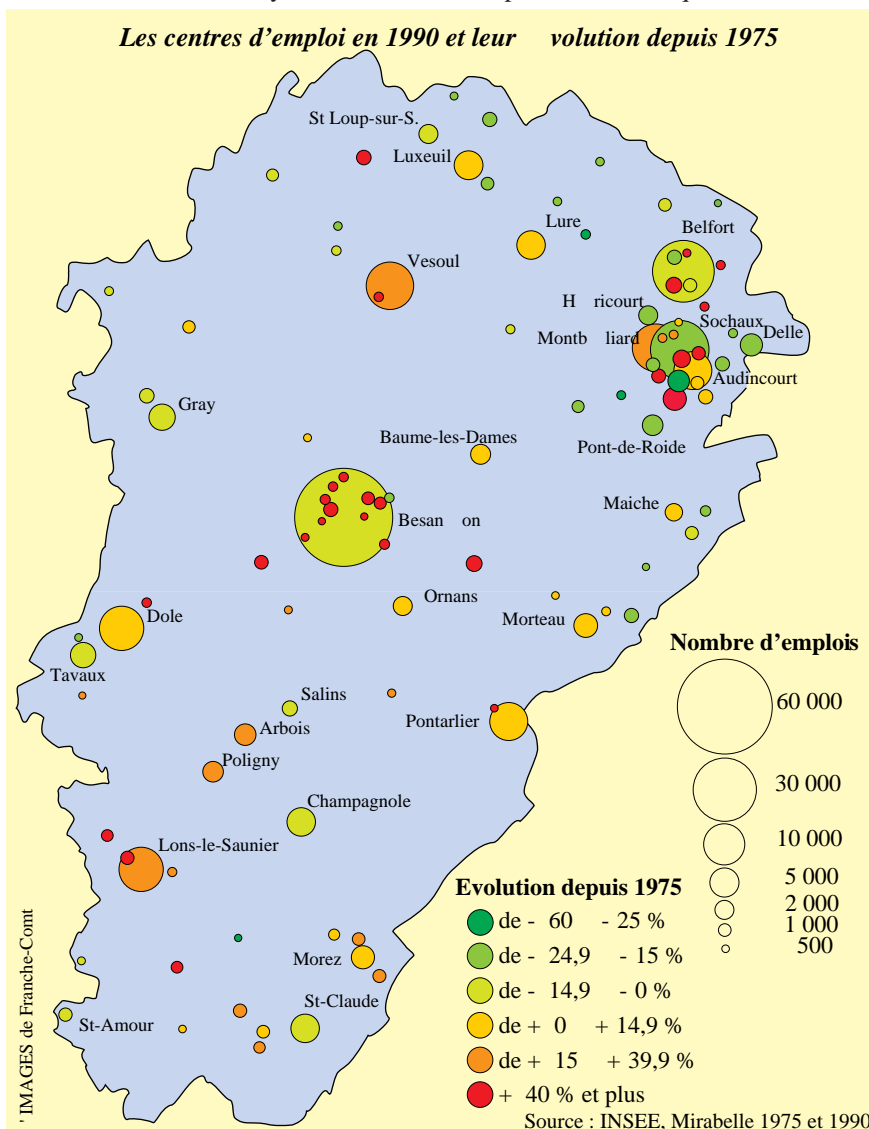 Les centres d'emploi en 1990 et leur volution depuis 1975
St Loup-sur-S.
Luxeuil
Lure
Belfort
Vesoul
H ricourt
Sochaux
Montb liard
Delle
Audincourt
Gray
Baume-les-Dames
Pont-de-Roide
Maiche
Besan on
Ornans
Morteau
Dole
Tavaux
Salins
Arbois
Pontarlier
Poligny
Champagnole
Lons-le-Saunier
Morez
St-Claude
St-Amour
Nombre d'emplois
60 000
30 000
10 000
5 000
2 000
1 000
500
Evolution depuis 1975
de - 60 - 25 %
de - 24,9 - 15 %
de - 14,9 - 0 %
de + 0 + 14,9 %
de + 15 + 39,9 %
+ 40 % et plus
Source : INSEE, Mirabelle 1975 et 1990
' IMAGES de Franche-Comt